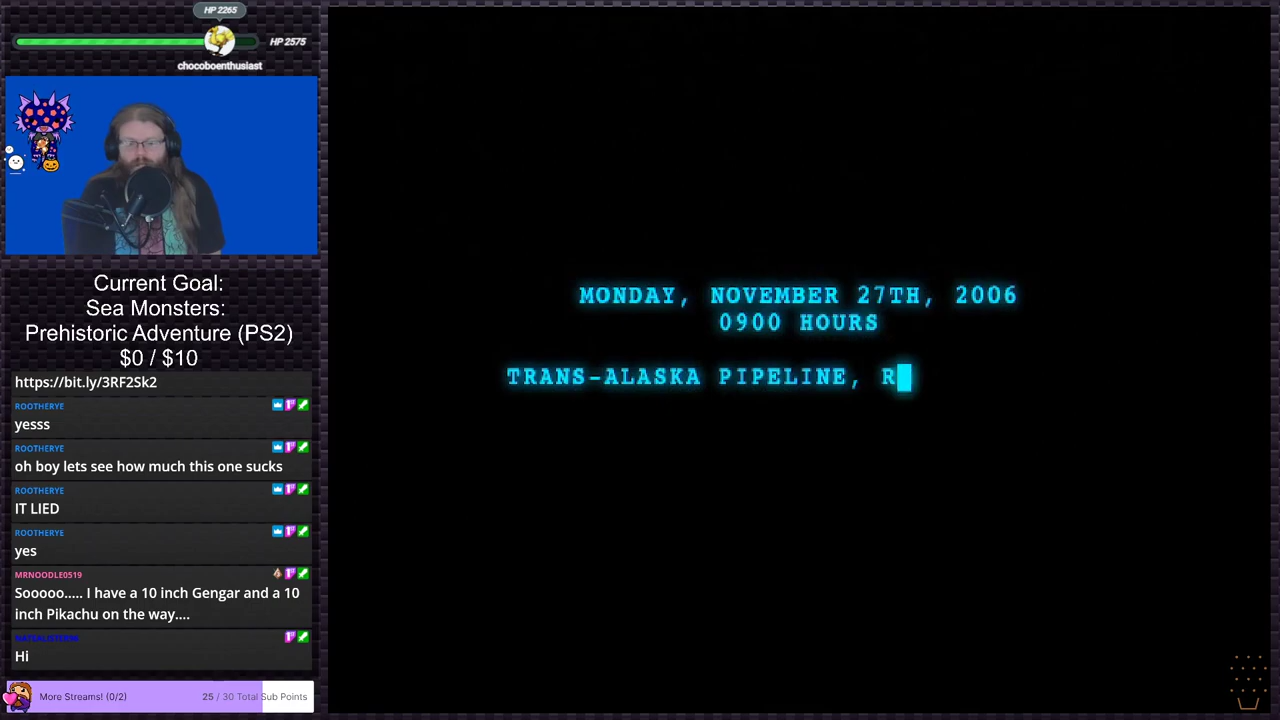 HP 2265
HP 2575
chocoboenthusiast
Current Goal:
Sea Monsters:
Prehistoric Adventure (PS2)
$0 / $10
https://bit.ly/3RF2Sk2
ROOTHERYE
yesss
ROOTHERYE
oh boy lets see how much this one sucks
ROOTHERYE
IT LIED
ROOTHERYE
yes
MRNOODLE0519
Sooooo..... I have a 10 inch Gengar and a 10
inch Pikachu on the way....
Hi
More Streams! (0/2)
25 / 30 Total Sub Points
MONDAY, NOVEMBER 27TH, 2006
0900 HOURS
TRANS-ALASKA PIPELINE, R